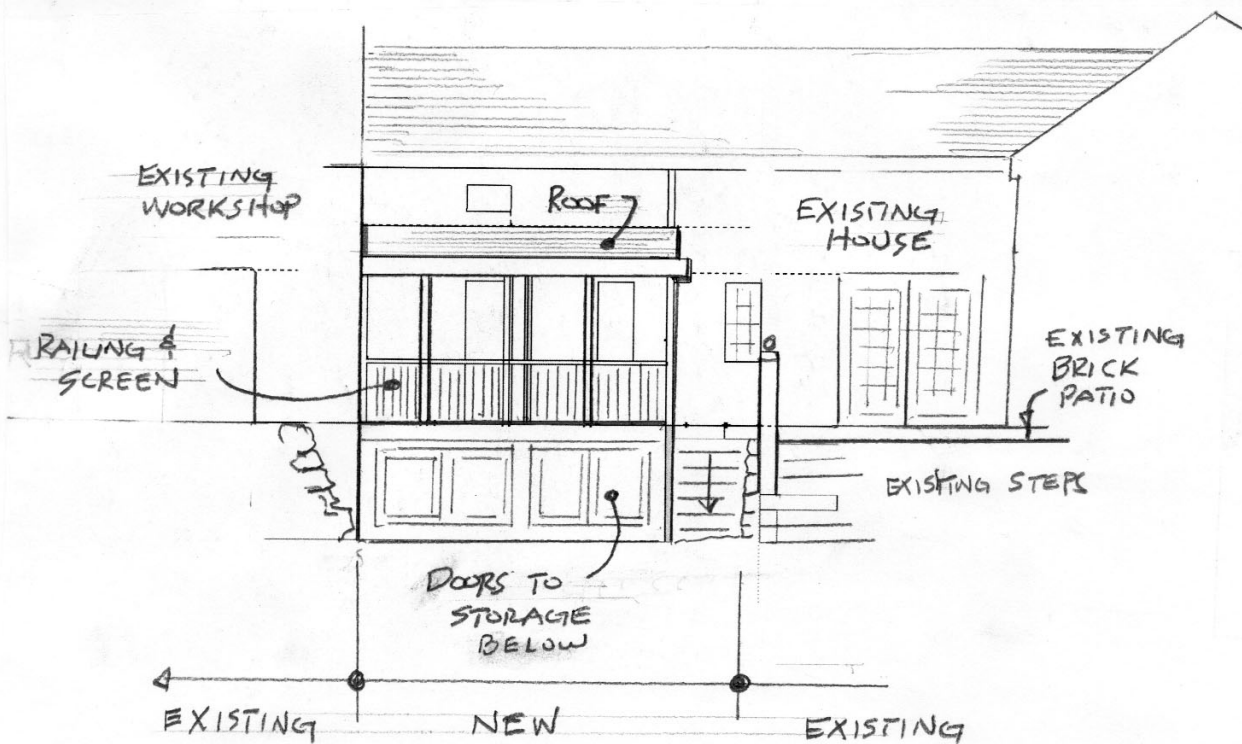 EXISTING
WORKSHOP
ROOF
EXISTING
HOUSE
RAILING &
SCREEN
EXISTING
BRICK
PATIO
EXISTING STEPS
DOORS TO
STORAGE
BELOW
EXISTING
NEW
EXISTING